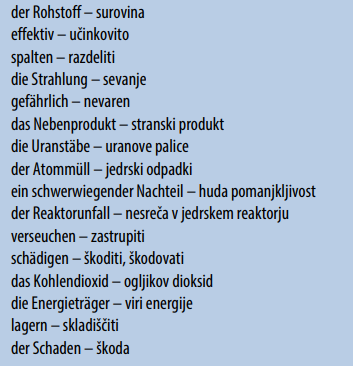 der Rohstoff – surovina
effektiv – učinkovito
spalten – razdeliti
die Strahlung – sevanje
gefährlich – nevaren
das Nebenprodukt – stranski produkt
die Uranstäbe – uranove palice
der Atommüll – jedrski odpadki
ein schwerwiegender Nachteil – huda pomanjkljivost
der Reaktorunfall – nesreča v jedrskem reaktorju
verseuchen – zastrupiti
schädigen – škoditi, škodovati
das Kohlendioxid – ogljikov dioksid
die Energieträger – viri energije
lagern – skladiščiti
der Schaden – škoda